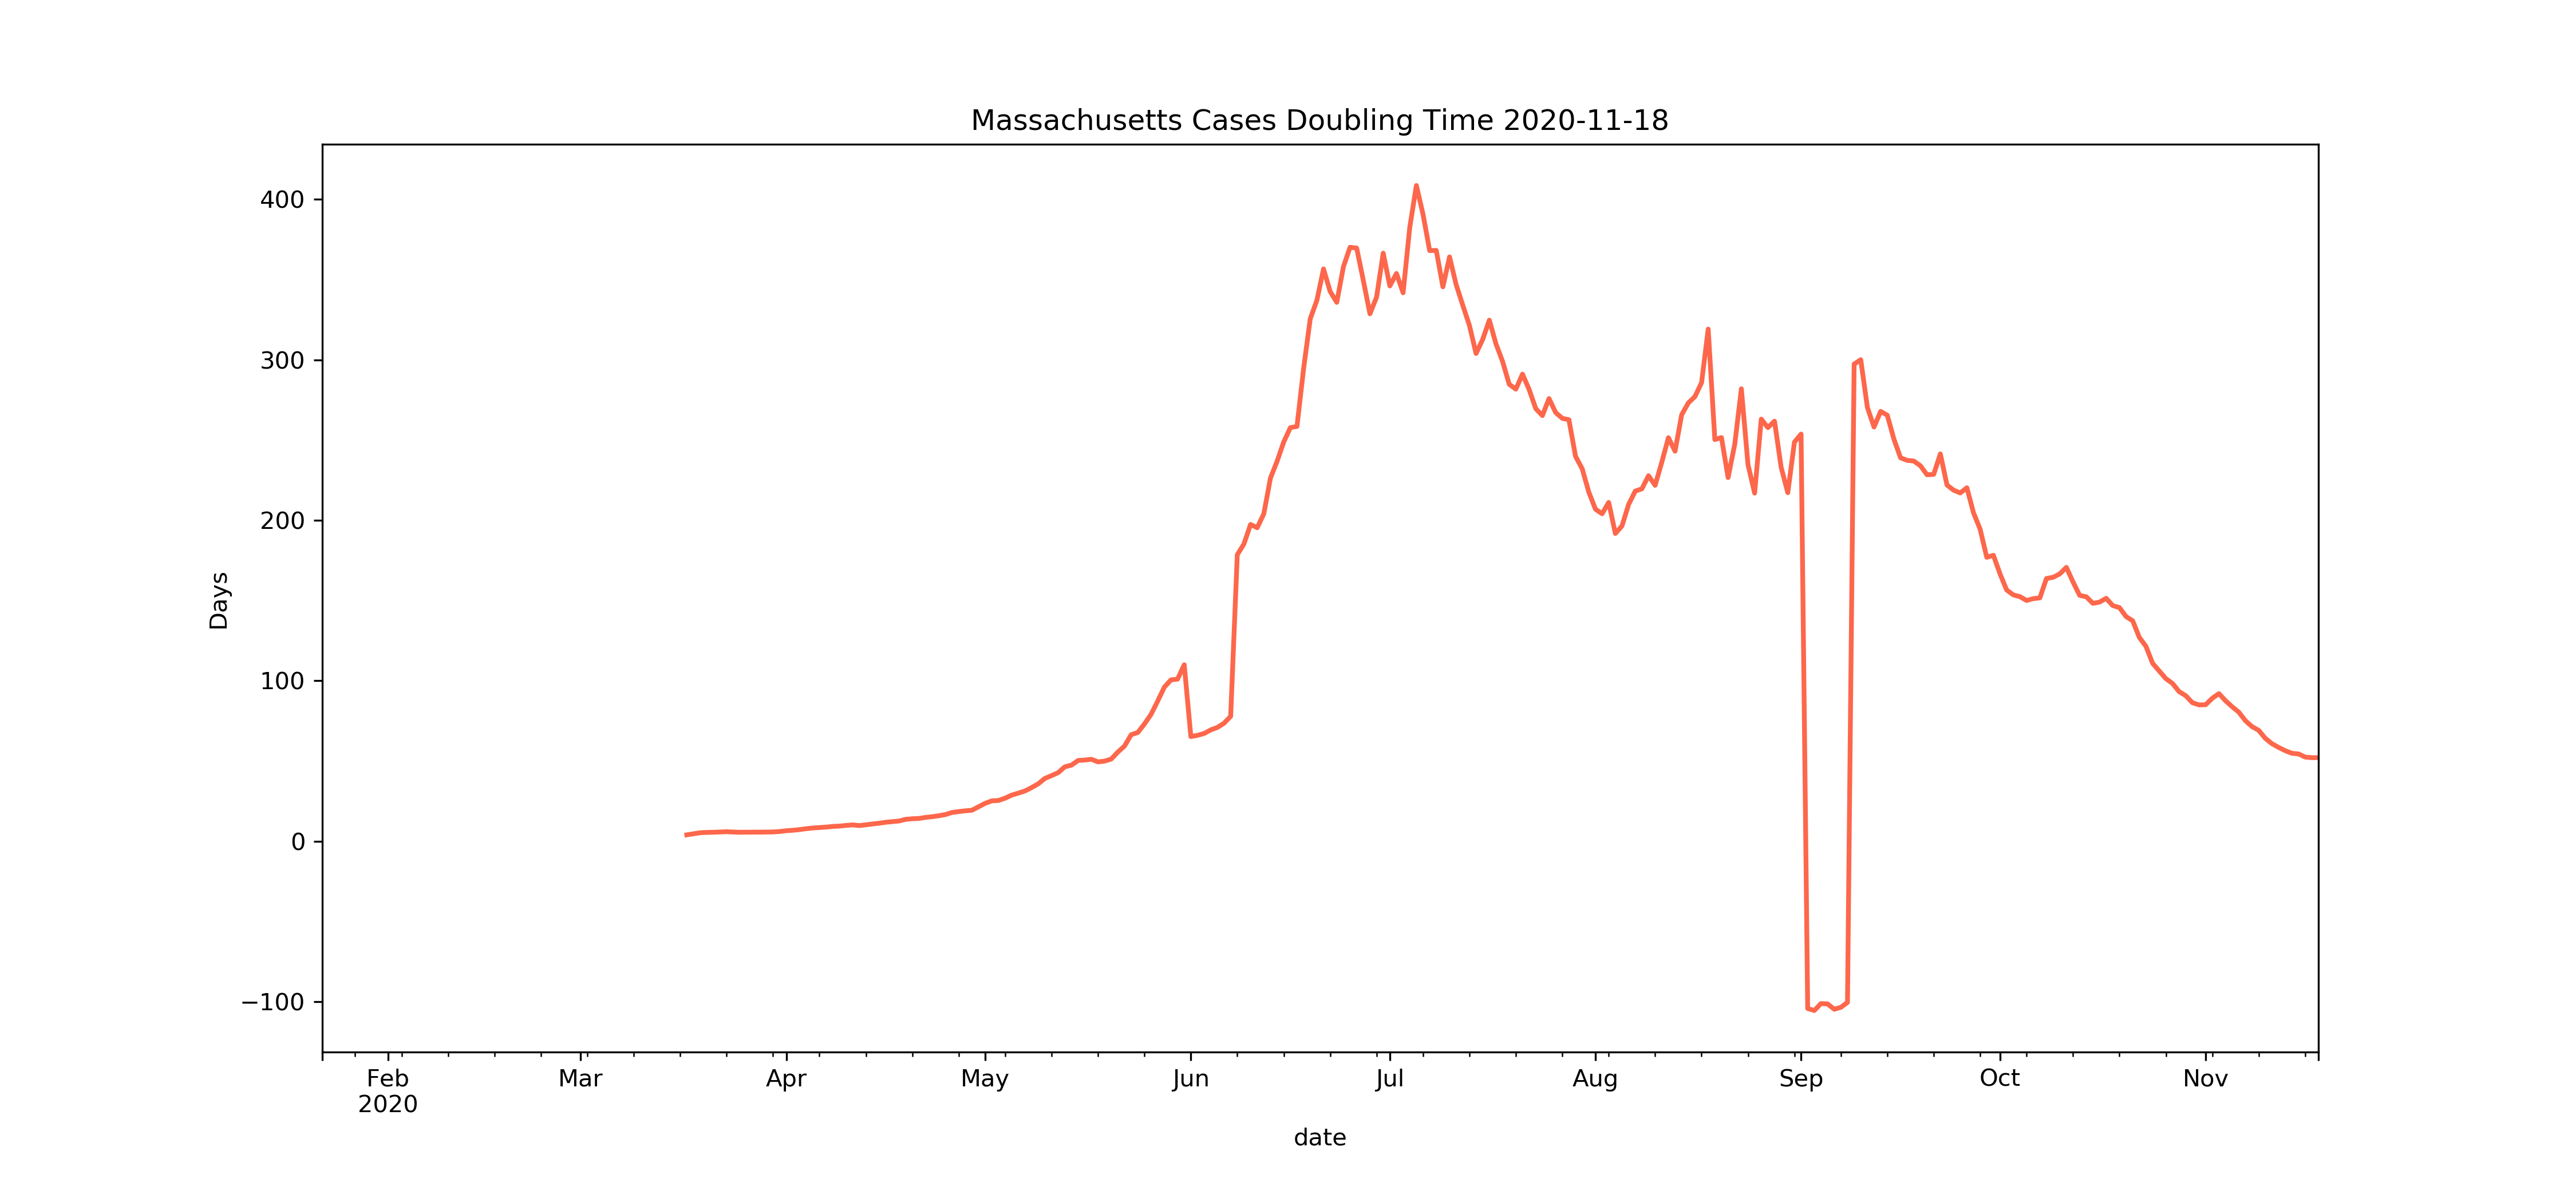 Massachusetts Cases Doubling Time 2020-11-18
400
300
200
100
0
−100
Days
Feb Mar Apr May Jun Jul Aug Sep Oct Nov
2020
date